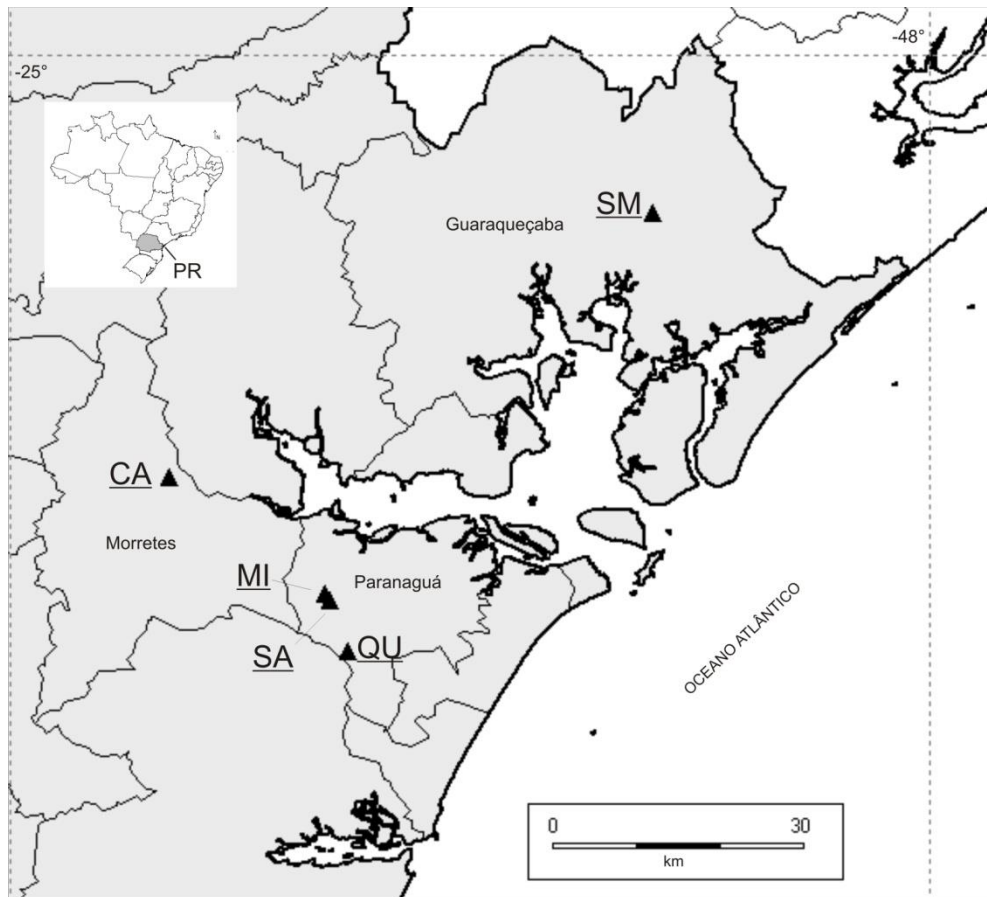 -48°
-25°
SM
Guaraqueçaba
PR
CA
Morretes
MI
Paranaguá
SA
QU
OCEANO ATLÂNTICO
0 30
km